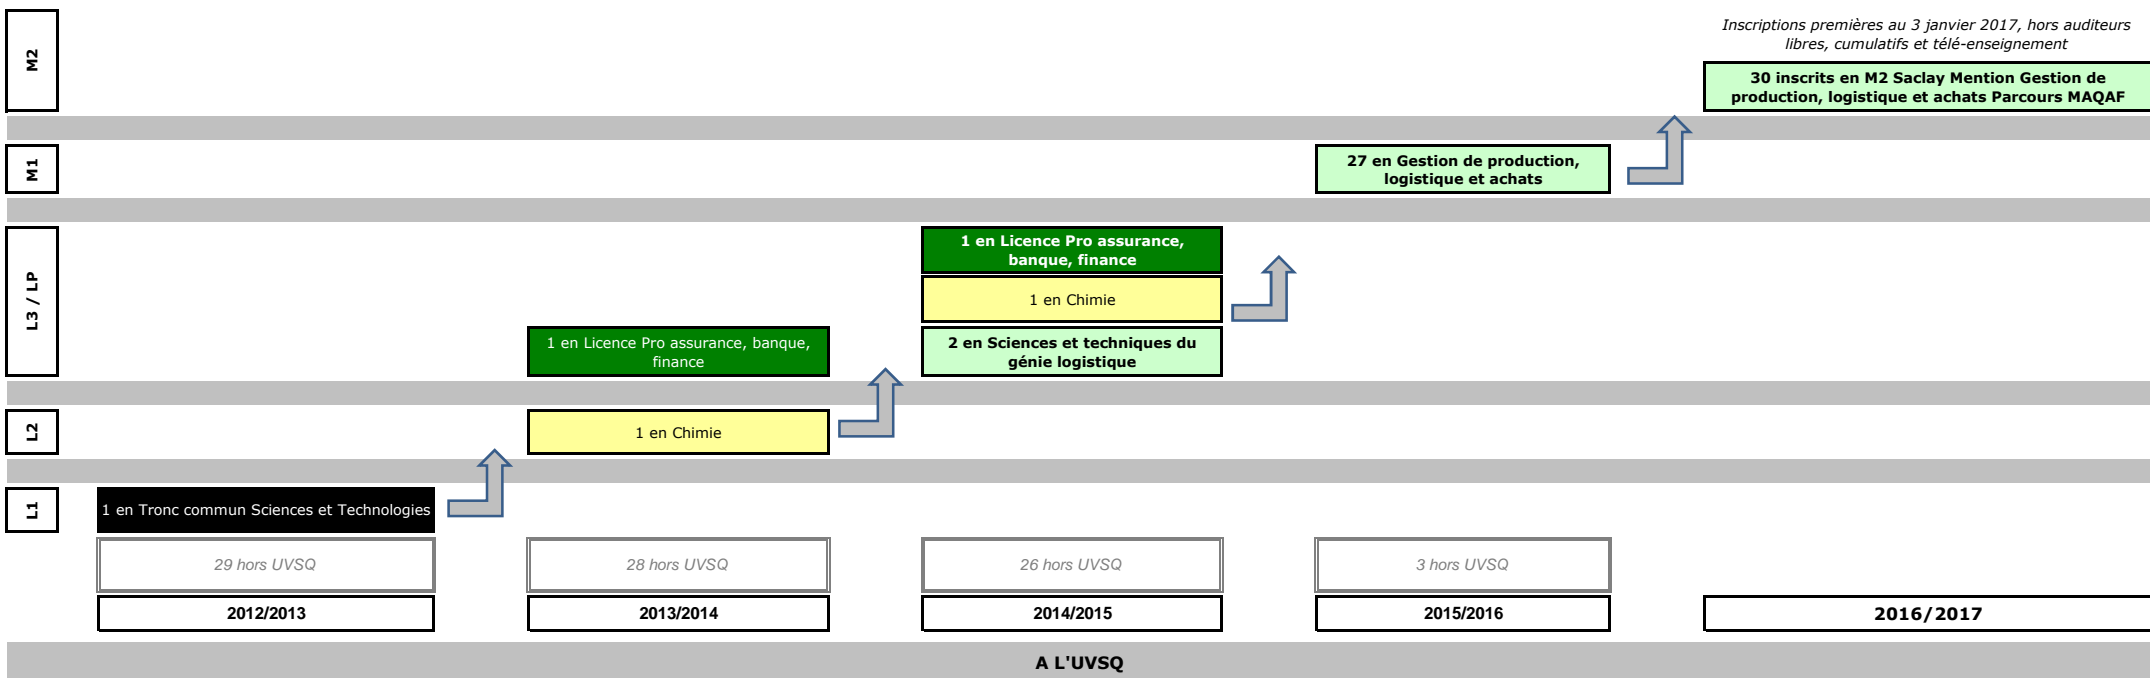 M2
Inscriptions premières au 3 janvier 2017, hors auditeurs
libres, cumulatifs et télé-enseignement
30 inscrits en M2 Saclay Mention Gestion de
production, logistique et achats Parcours MAQAF
M1
27 en Gestion de production,
logistique et achats
L3 / LP
1 en Licence Pro assurance,
banque, finance
1 en Chimie
1 en Licence Pro assurance, banque,
finance
2 en Sciences et techniques du
génie logistique
L2
1 en Chimie
L1
1 en Tronc commun Sciences et Technologies
29 hors UVSQ
28 hors UVSQ
26 hors UVSQ
3 hors UVSQ
2012/2013
2013/2014
2014/2015
2015/2016
2016/2017
A L'UVSQ